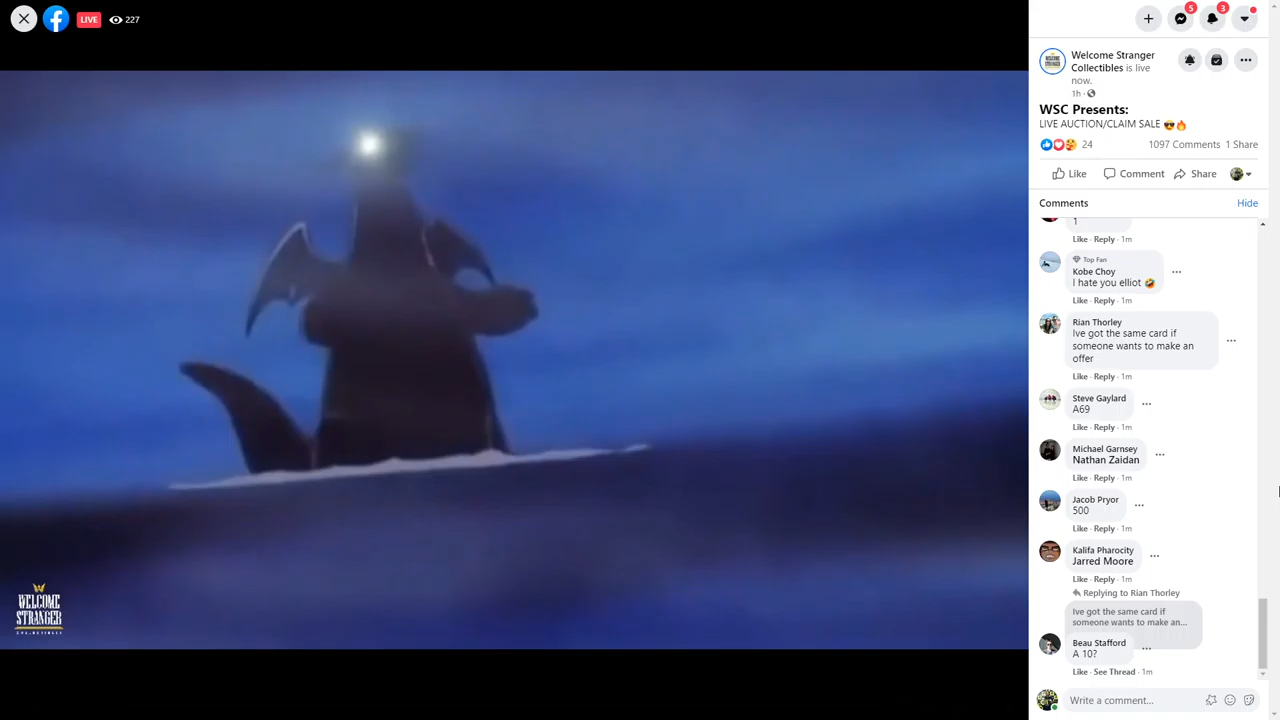 LIVE
227
WELCOME
STRANGER
5
3
Welcome Stranger
Collectibles is live
now.
1h ·
WSC Presents:
LIVE AUCTION/CLAIM SALE 😎🔥
24
1097 Comments 1 Share
Like Comment Share
Comments Hide
1
Like · Reply · 1m
Top Fan
Kobe Choy
I hate you elliot 🤣
Like · Reply · 1m
Rian Thorley
Ive got the same card if
someone wants to make an
offer
Like · Reply · 1m
Steve Gaylard
A69
Like · Reply · 1m
Michael Garnsey
Nathan Zaidan
Like · Reply · 1m
Jacob Pryor
500
Like · Reply · 1m
Kalifa Pharocity
Jarred Moore
Like · Reply · 1m
Replying to Rian Thorley
Ive got the same card if
someone wants to make an...
Beau Stafford
A 10?
Like · See Thread · 1m
Write a comment...